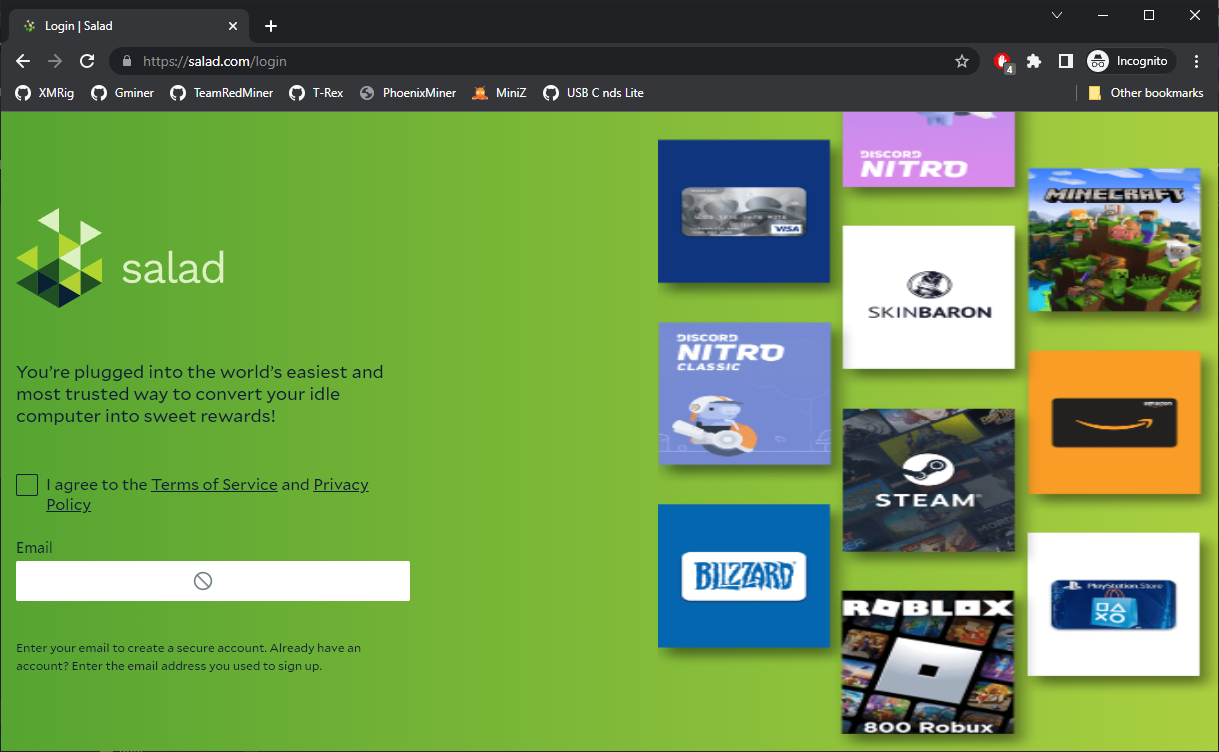 Login | Salad
https://salad.com/login
4
Incognito
XMRig
Gminer
TeamRedMiner
T-Rex
PhoenixMiner
MiniZ
USB C nds Lite
Other bookmarks
salad
You're plugged into the world's easiest and
most trusted way to convert your idle
computer into sweet rewards!
I agree to the Terms of Service and Privacy
Policy
Email
Enter your email to create a secure account. Already have an
account? Enter the email address you used to sign up.
VISA
DISCORD
NITRO
CLASSIC
BLIZZARD
DISCORD
NITRO
SKINBARON
STEAM
ROBLOX
800 Robux
MINECRAFT
amazon
PlayStation Store